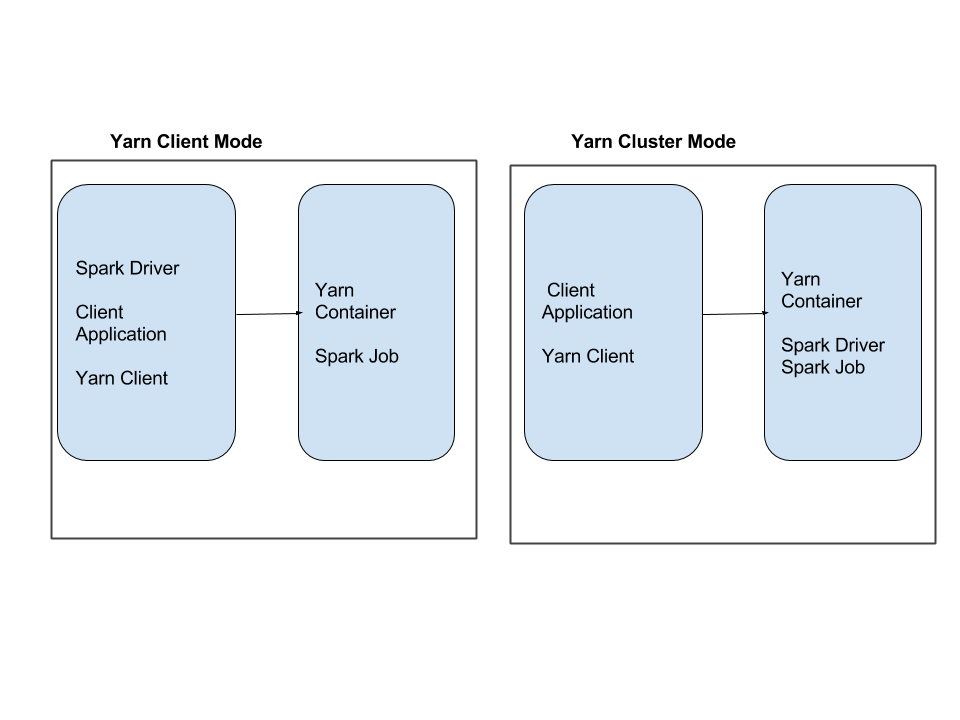 Yarn Client Mode
Spark Driver
Client
Application
Yarn Client
Yarn
Container
Spark Job
Yarn Cluster Mode
Client
Application
Yarn Client
Yarn
Container
Spark Driver
Spark Job